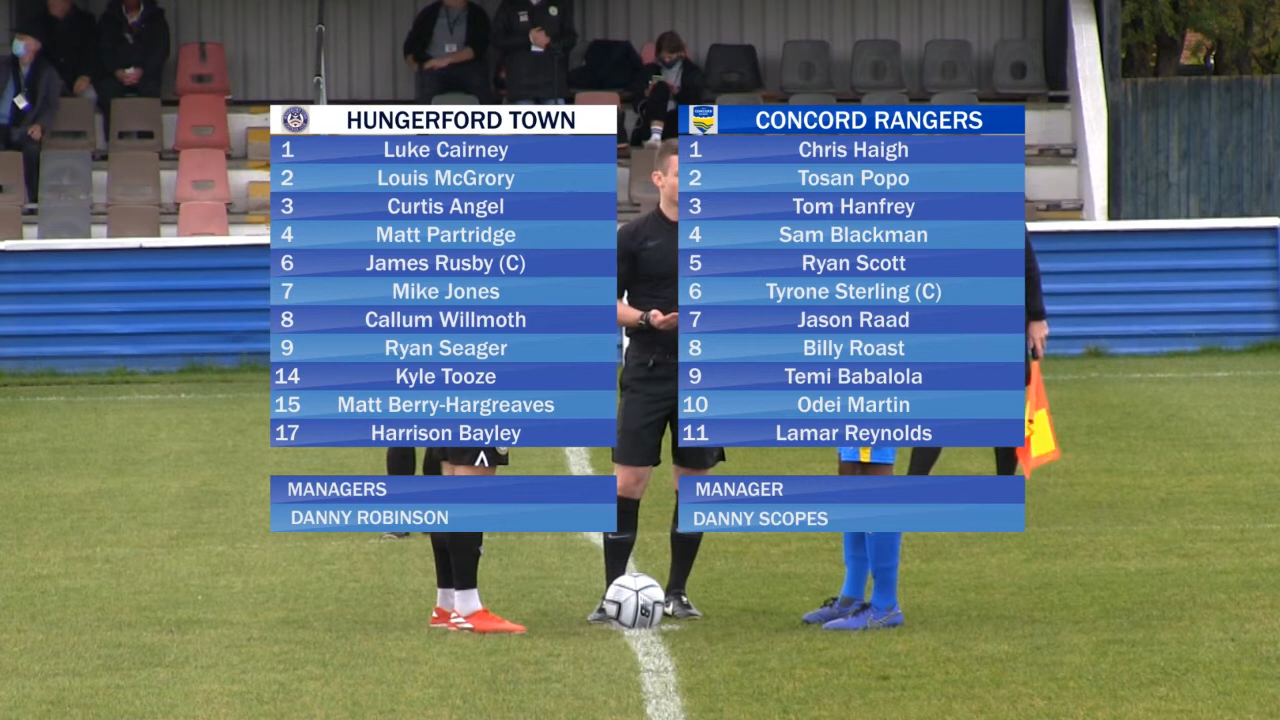 HUNGERFORD TOWN
1 Luke Cairney
2 Louis McGrory
3 Curtis Angel
4 Matt Partridge
6 James Rusby (C)
7 Mike Jones
8 Callum Willmoth
9 Ryan Seager
14 Kyle Tooze
15 Matt Berry-Hargreaves
17 Harrison Bayley
MANAGERS
DANNY ROBINSON
CONCORD RANGERS
1 Chris Haigh
2 Tosan Popo
3 Tom Hanfrey
4 Sam Blackman
5 Ryan Scott
6 Tyrone Sterling (C)
7 Jason Raad
8 Billy Roast
9 Temi Babalola
10 Odei Martin
11 Lamar Reynolds
MANAGER
DANNY SCOPES